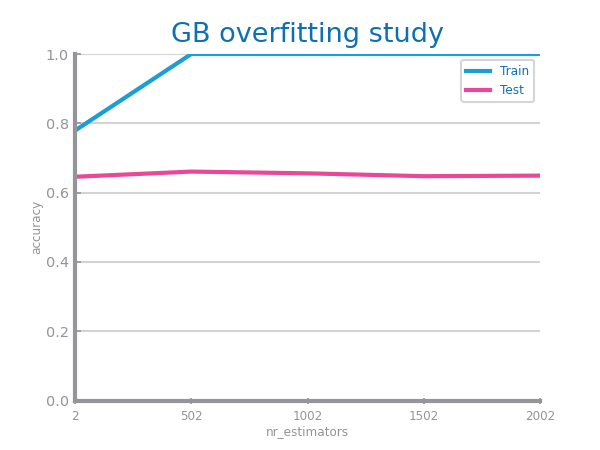 GB overfitting study
1.0
0.8
0.6
0.4
0.2
0.0
accuracy
Train
Test
2 502 1002 1502 2002
nr_estimators